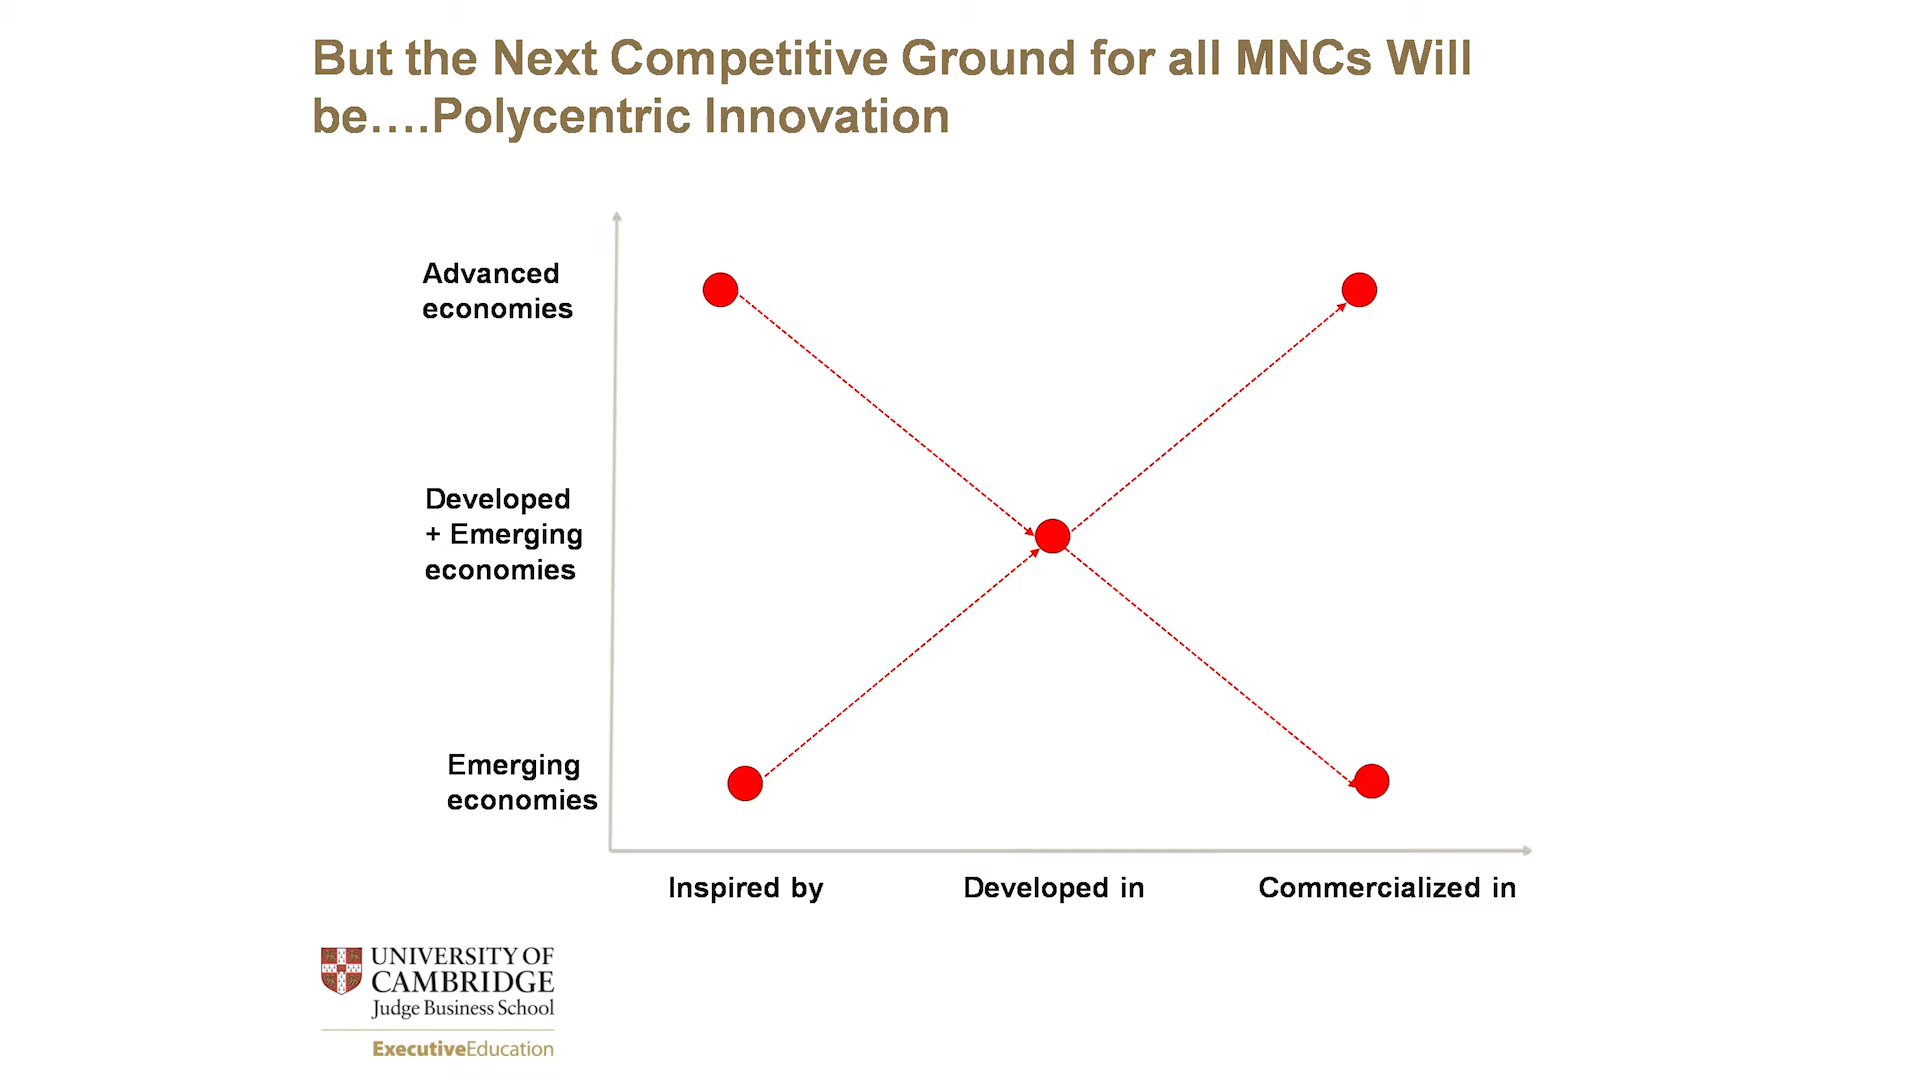 But the Next Competitive Ground for all MNCs Will
be....Polycentric Innovation
Advanced
economies
Developed
+ Emerging
economies
Emerging
economies
Inspired by
Developed in
Commercialized in
UNIVERSITY OF
CAMBRIDGE
Judge Business School
ExecutiveEducation